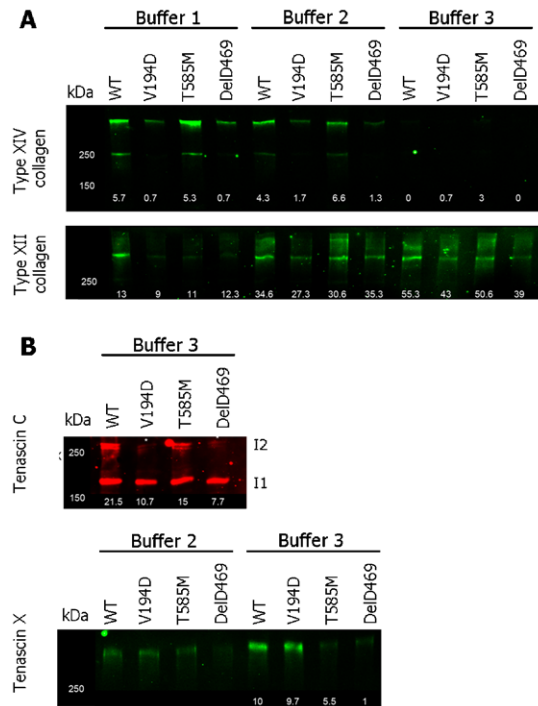 A
Buffer 1 Buffer 2 Buffer 3
kDa WT V194D T585M DelD469 WT V194D T585M DelD469 WT V194D T585M DelD469
Type XIV collagen
250
150
5.7 0.7 5.3 0.7 4.3 1.7 6.6 1.3 0 0.7 3 0
Type XII collagen
250
13 9 11 12.3 34.6 27.3 30.6 35.3 55.3 43 50.6 39
B
Buffer 3
kDa WT V194D T585M DelD469
Tenascin C
250 I2
I1
150 21.5 10.7 15 7.7
Buffer 2 Buffer 3
kDa WT V194D T585M DelD469 WT V194D T585M DelD469
Tenascin X
250
10 9.7 5.5 1